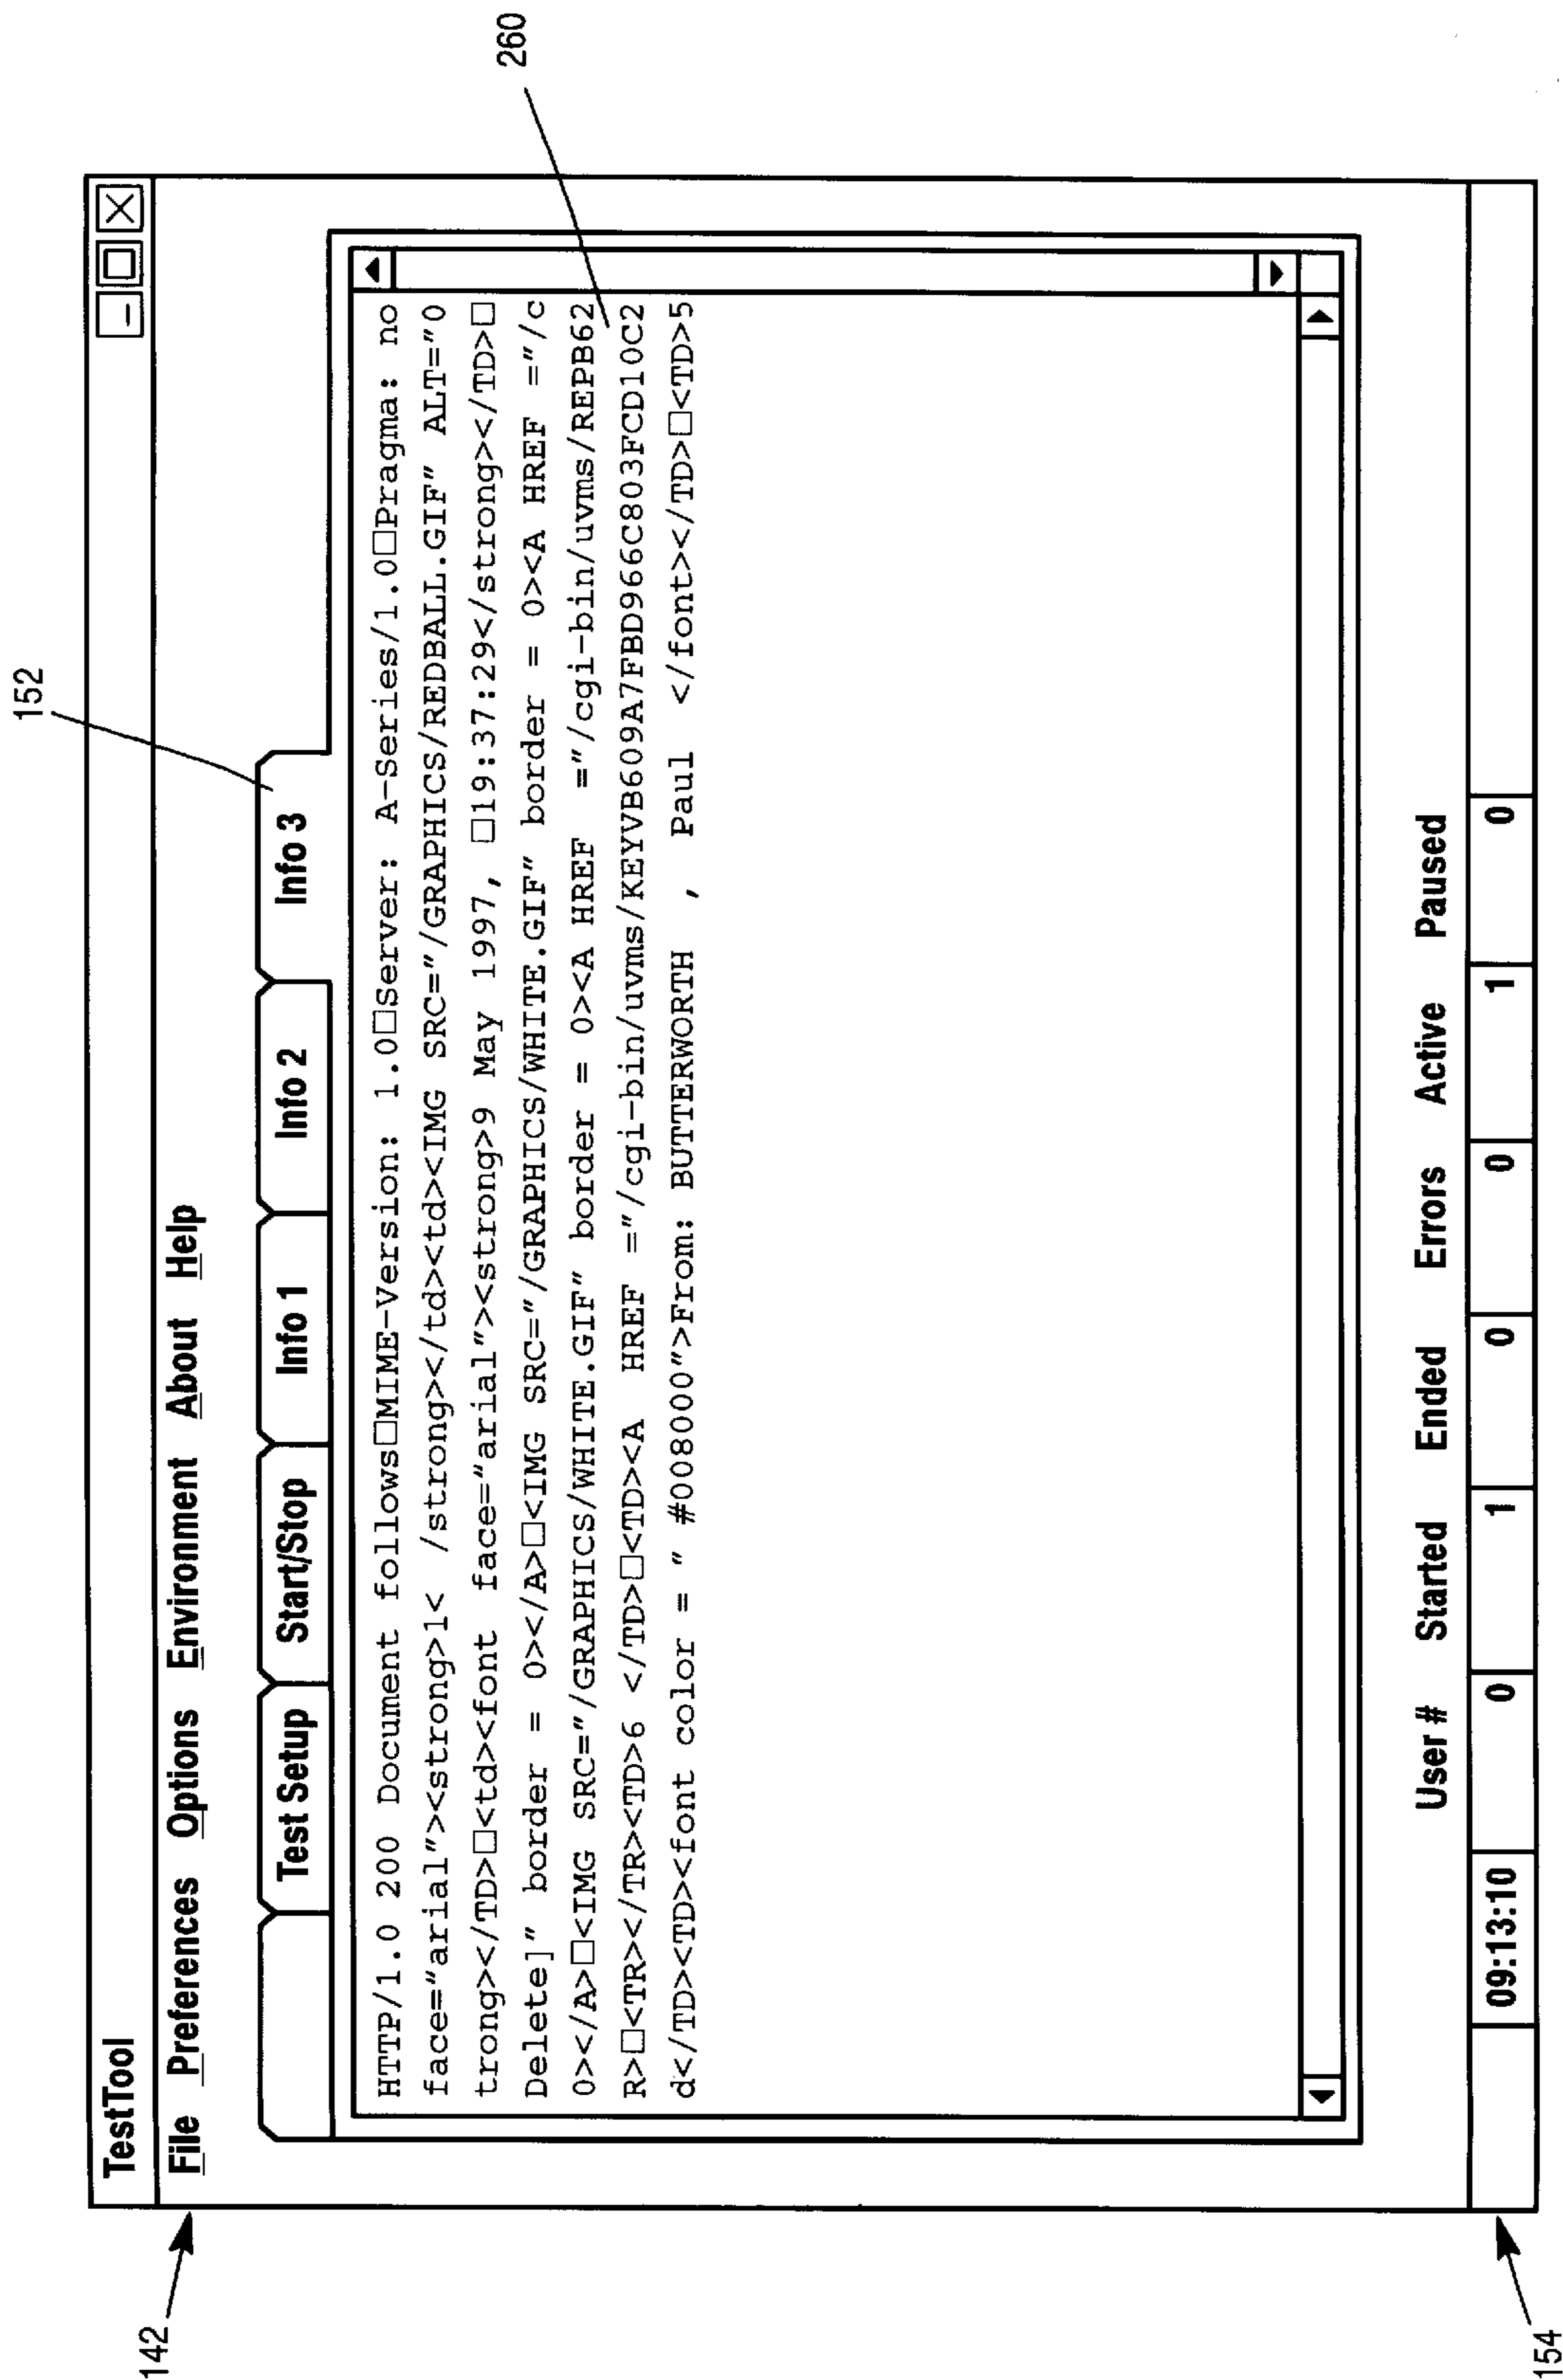 152
260
142
TestTool
File Preferences Options Environment About Help
Test Setup Start/Stop Info 1 Info 2 Info 3
HTTP/1.0 200 Document follows□MIME-Version: 1.0□Server: A-Series/1.0□Pragma: no
face="arial"><strong>1< /strong></td><td><IMG SRC="/GRAPHICS/REDBALL.GIF" ALT="0
trong></TD>□<td><font face="arial"><strong>9 May 1997, □19:37:29</strong></TD>□
Delete]" border = 0></A>□<IMG SRC="/GRAPHICS/WHITE.GIF" border = 0><A HREF ="/c
0></A>□<IMG SRC="/GRAPHICS/WHITE.GIF" border = 0><A HREF ="/cgi-bin/uvms/REPB62
R>□<TR></TR><TD>6 </TD>□<TD><A HREF ="/cgi-bin/uvms/KEYVB609A7FBD966C803FCD10C2
d</TD><TD><font color = " #008000">From: BUTTERWORTH , Paul </font></TD>□<TD>5
User # Started Ended Errors Active Paused
09:13:10 0 1 0 0 1 0
154